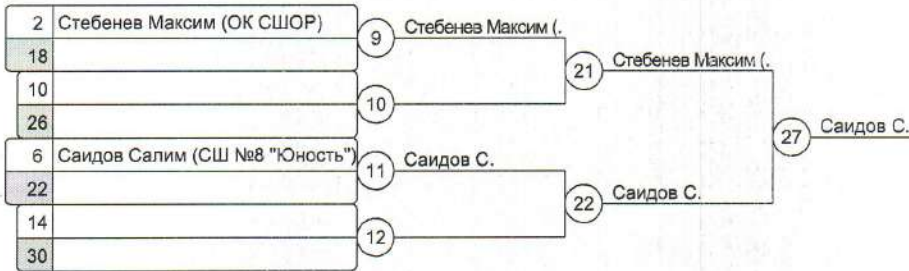 2 Стебенев Максим (ОК СШОР)
9 Стебенев Максим (.
18
21 Стебенев Максим (.
10
10
26
27 Саидов С.
6 Саидов Салим (СШ №8 "Юность")
11 Саидов С.
22
22 Саидов С.
14
12
30